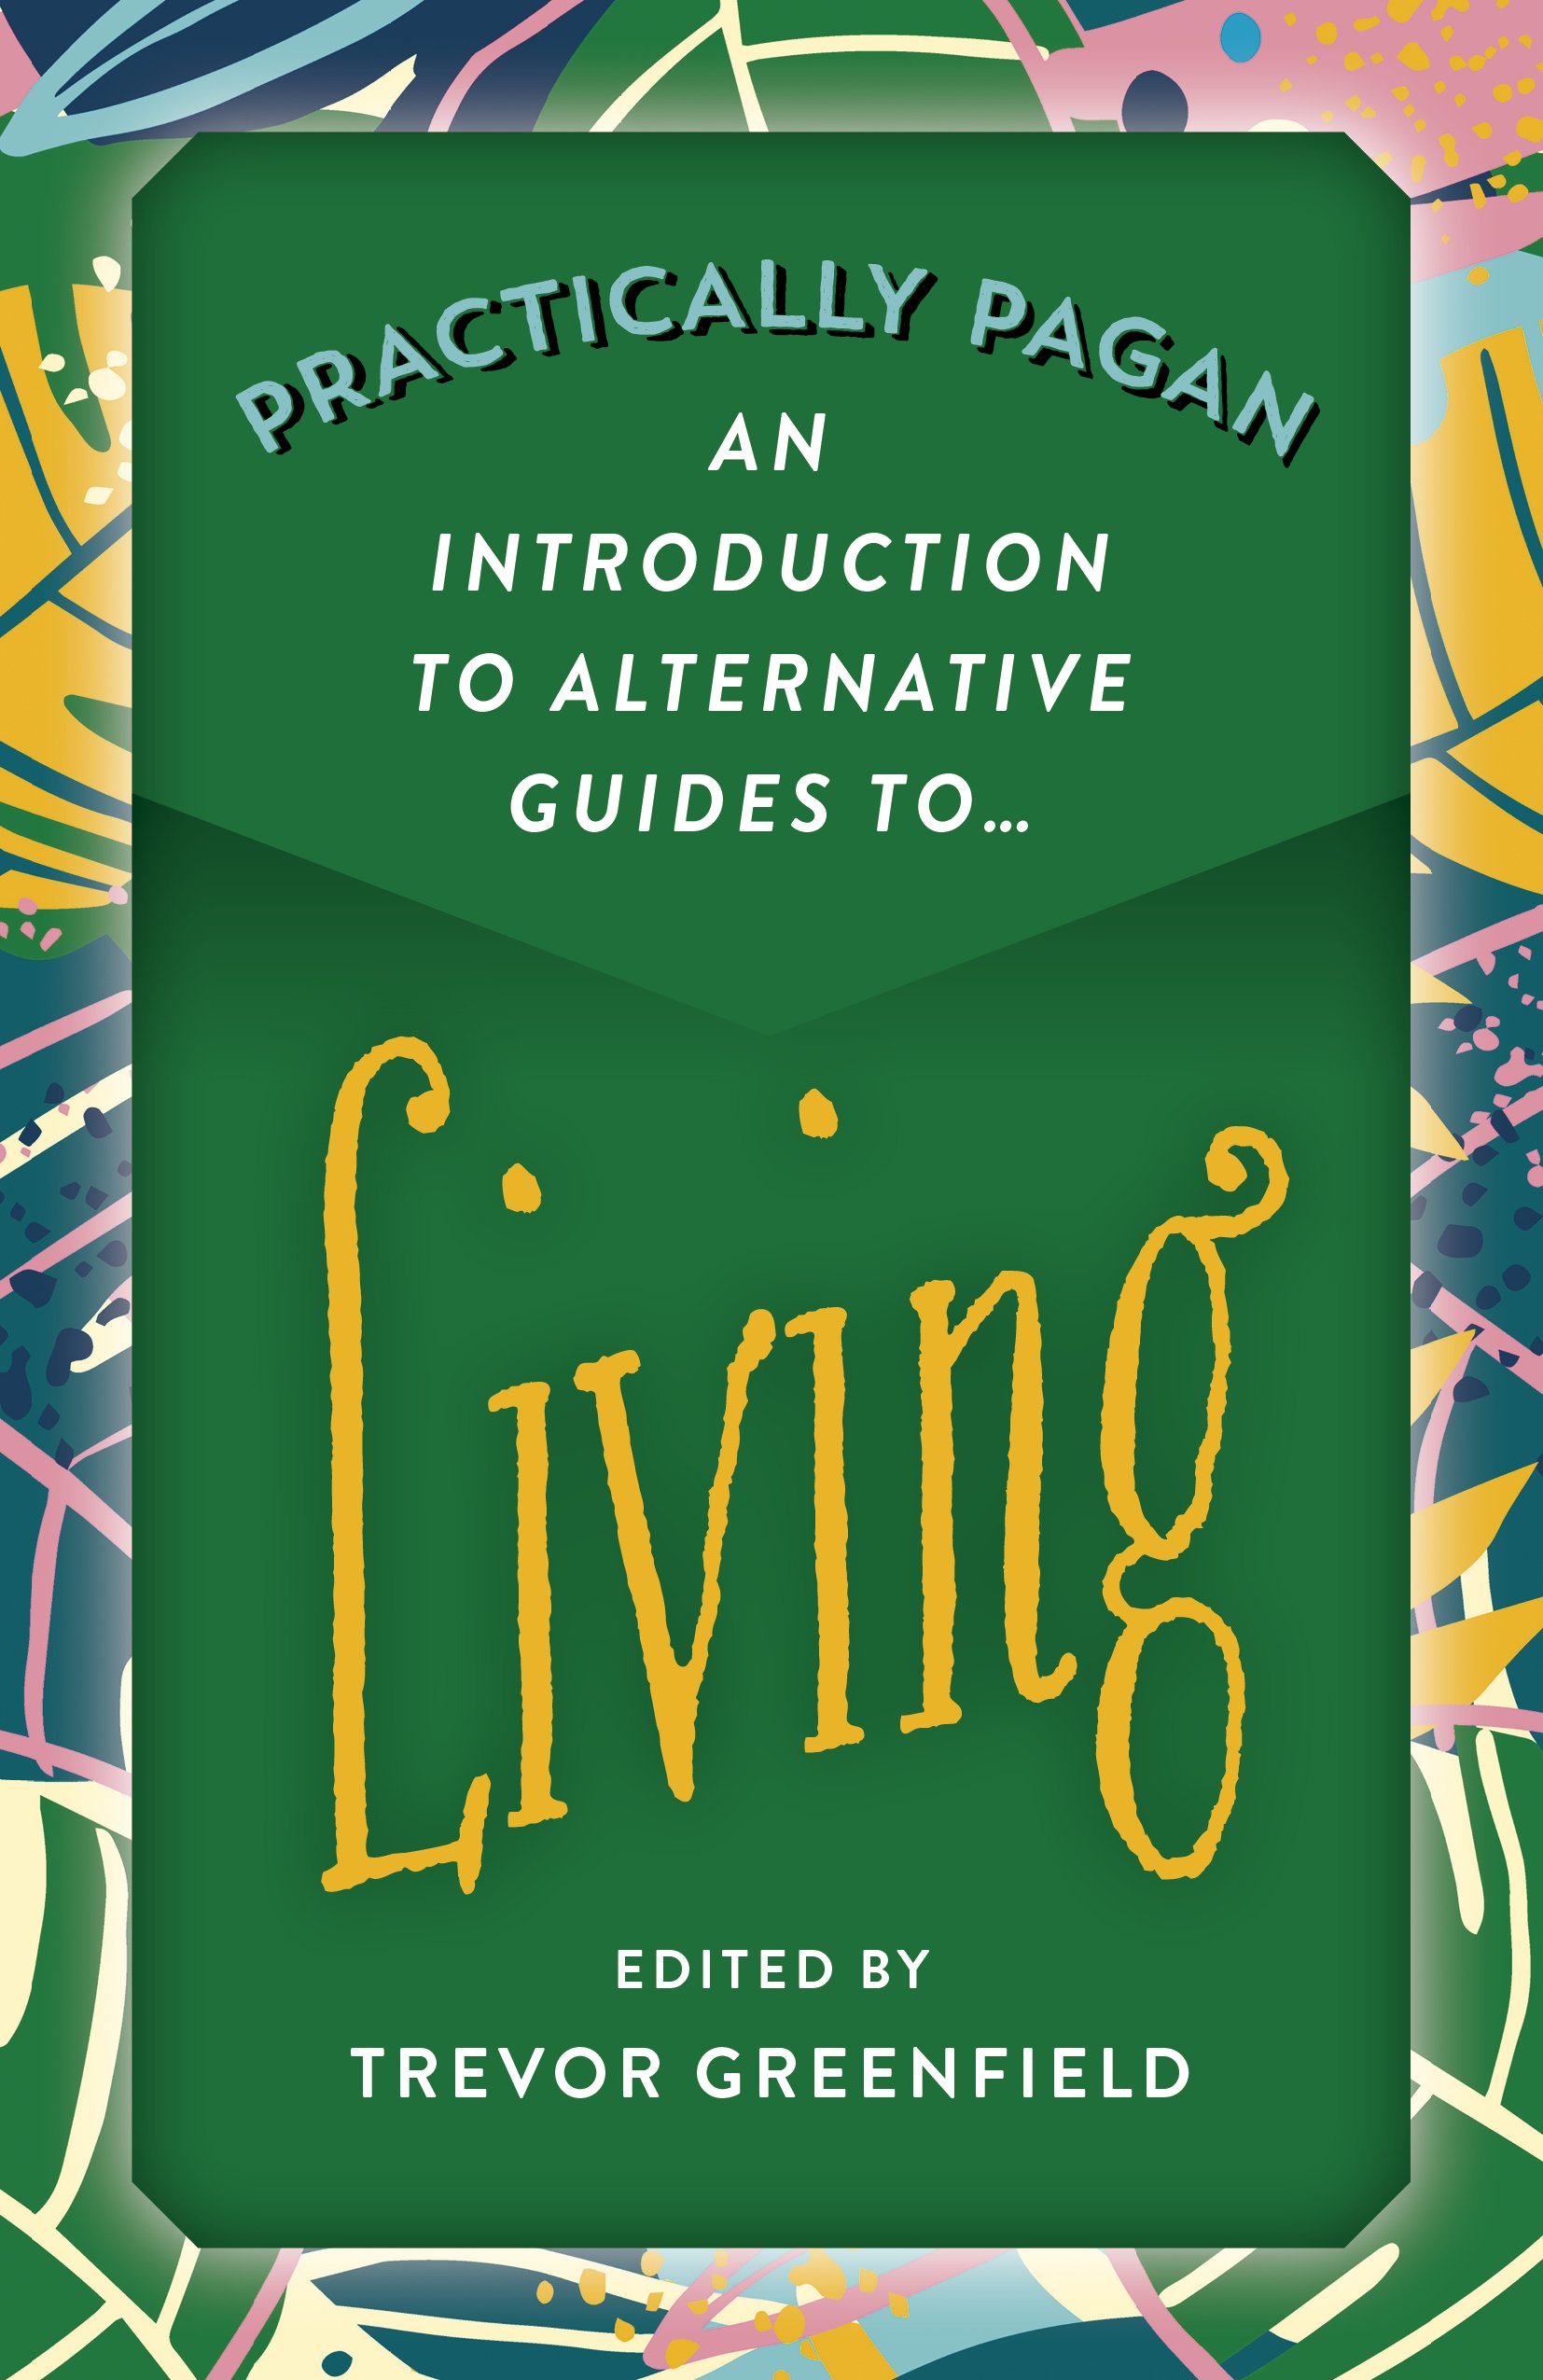 PRACTICALLY PAGAN
AN
INTRODUCTION
TO ALTERNATIVE
GUIDES TO...
Living
EDITED BY
TREVOR GREENFIELD